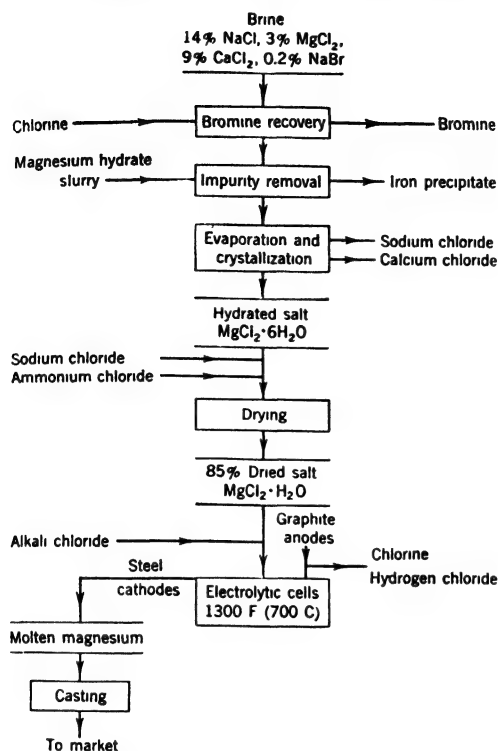 Brine
14% NaCl, 3% MgCl₂,
9% CaCl₂, 0.2% NaBr
Chlorine
Bromine recovery
Bromine
Magnesium hydrate
slurry
Impurity removal
Iron precipitate
Evaporation and
crystallization
Sodium chloride
Calcium chloride
Hydrated salt
MgCl₂·6H₂O
Sodium chloride
Ammonium chloride
Drying
85% Dried salt
MgCl₂·H₂O
Graphite
anodes
Alkali chloride
Chlorine
Hydrogen chloride
Steel
cathodes
Electrolytic cells
1300 F (700 C)
Molten magnesium
Casting
To market